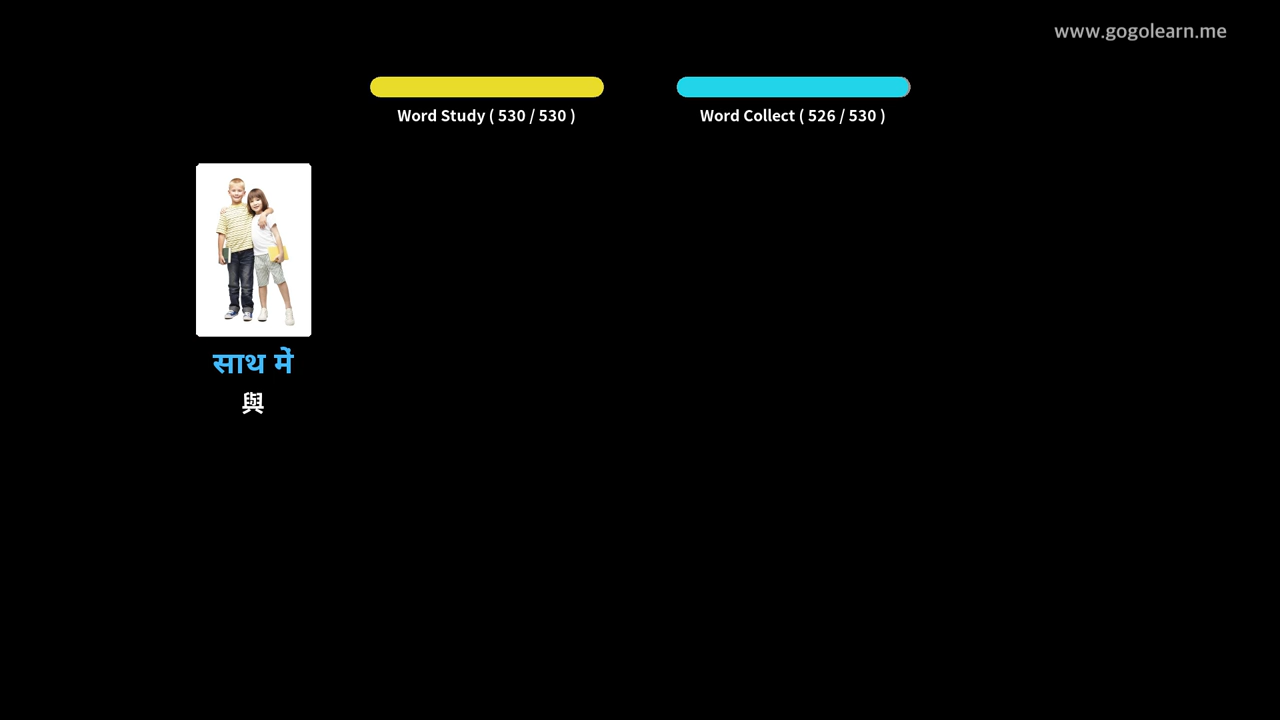 www.gogolearn.me
Word Study ( 530 / 530 )
Word Collect ( 526 / 530 )
साथ में
與